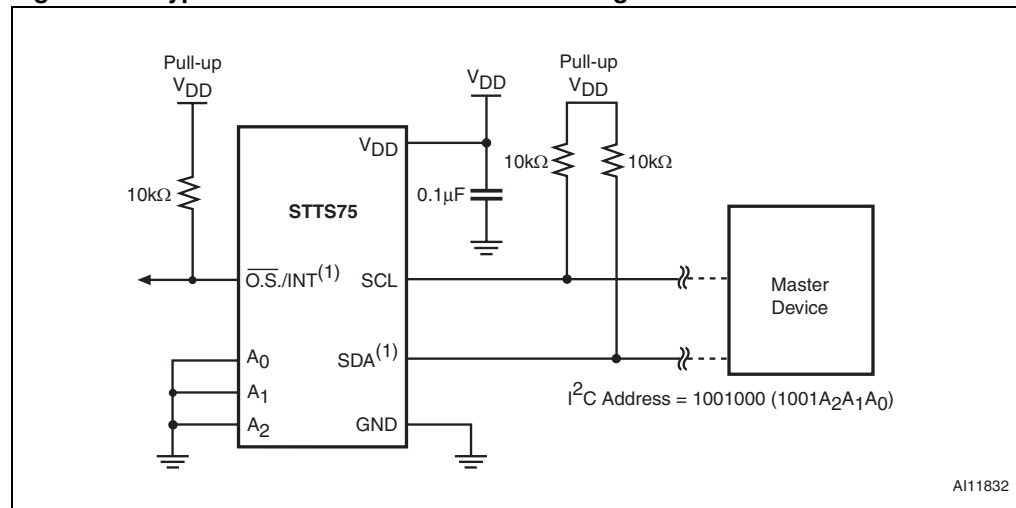 Pull-up
VDD
VDD
Pull-up
VDD
VDD
10kΩ
10kΩ
10kΩ
0.1μF
STTS75
O.S./INT(1)
SCL
Master
Device
A0
SDA(1)
A1
I2C Address = 1001000 (1001A2A1A0)
A2
GND
AI11832